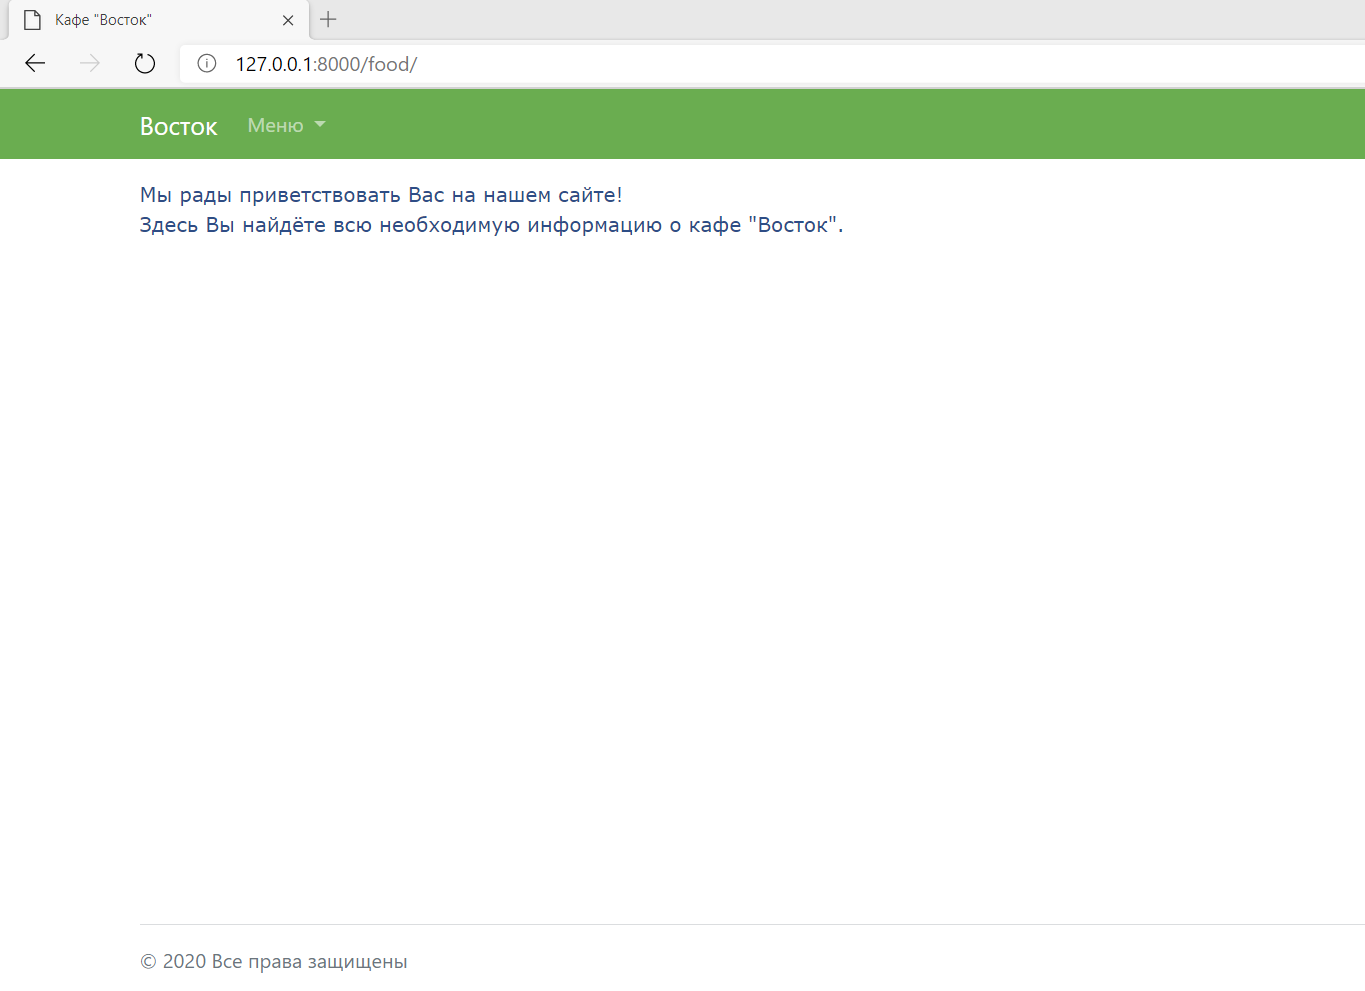 Кафе "Восток"
127.0.0.1:8000/food/
Восток Меню
Мы рады приветствовать Вас на нашем сайте!
Здесь Вы найдёте всю необходимую информацию о кафе "Восток".
© 2020 Все права защищены